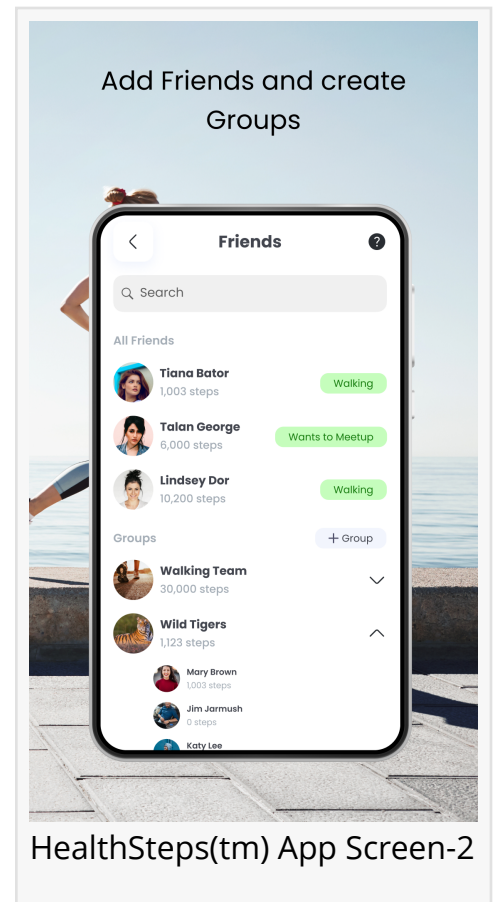 Add Friends and create
Groups
Friends
?
Search
All Friends
Tiana Bator
1,003 steps
Walking
Talan George
6,000 steps
Wants to Meetup
Lindsey Dor
10,200 steps
Walking
Groups
+ Group
Walking Team
30,000 steps
Wild Tigers
1,123 steps
Mary Brown
1,003 steps
Jim Jarmush
0 steps
Katy Lee
HealthSteps(tm) App Screen-2